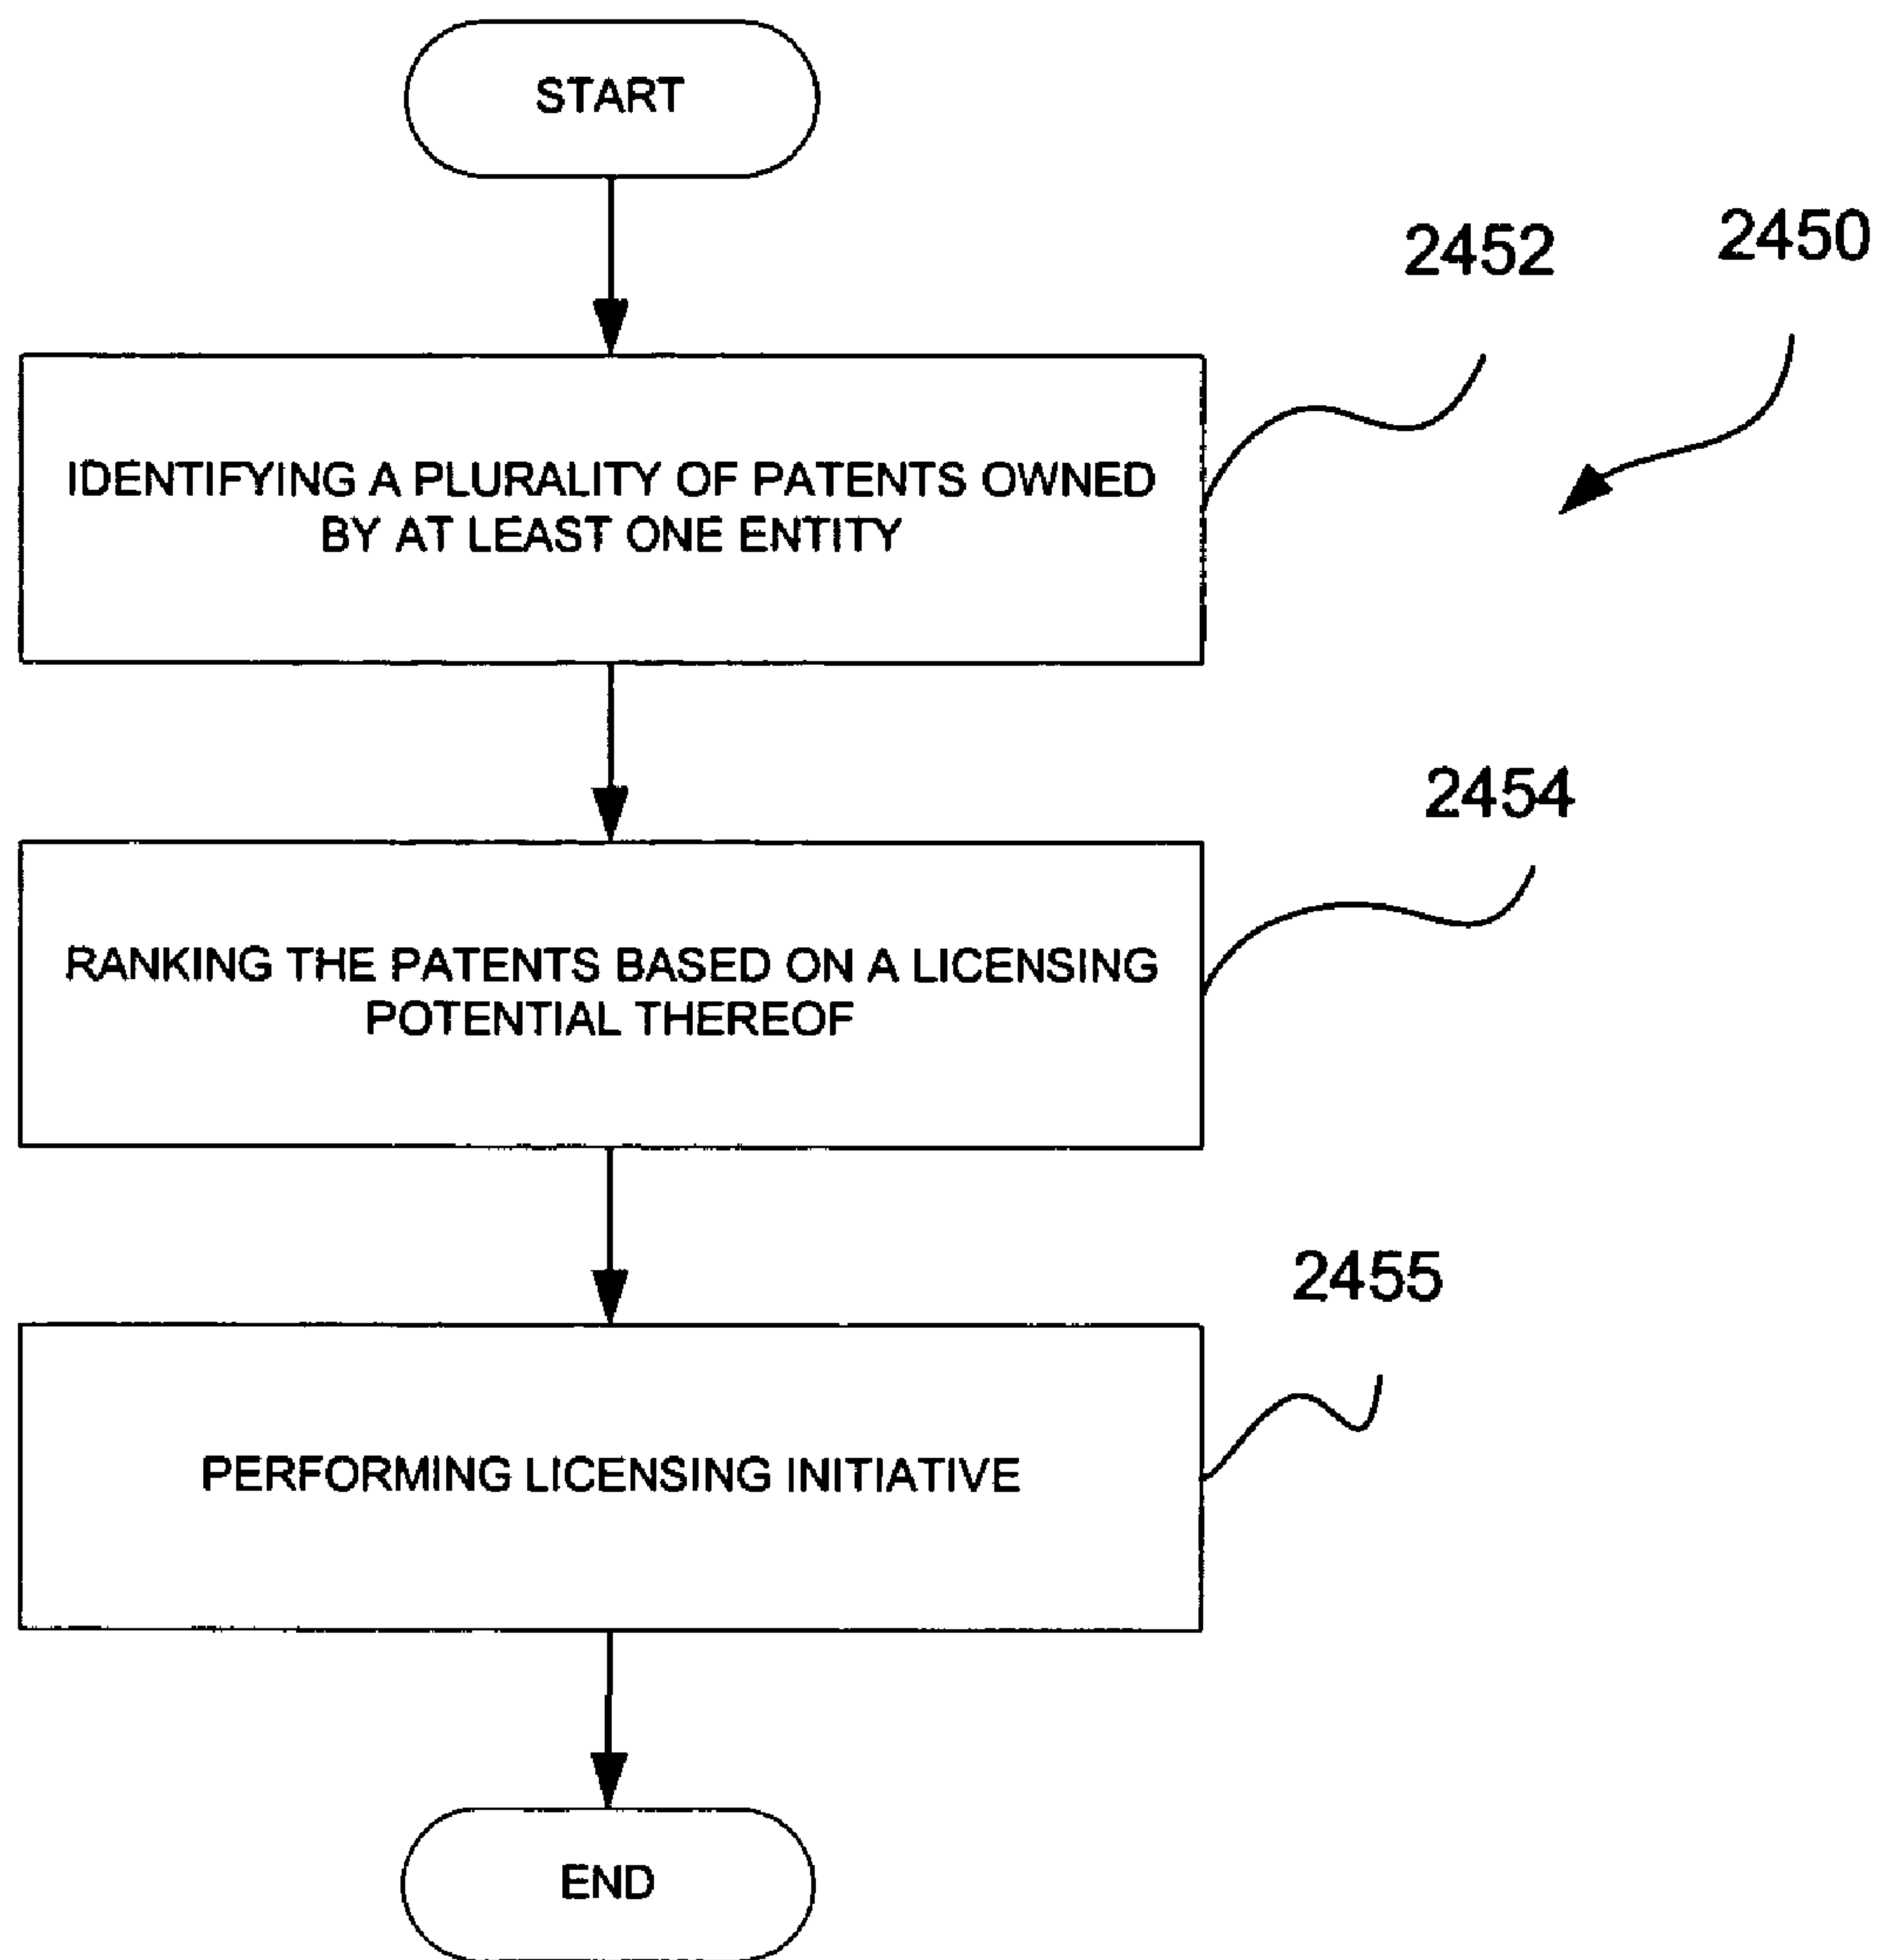 START
2452
2450
IDENTIFYING A PLURALITY OF PATENTS OWNED
BY AT LEAST ONE ENTITY
2454
RANKING THE PATENTS BASED ON A LICENSING
POTENTIAL THEREOF
2455
PERFORMING LICENSING INITIATIVE
END